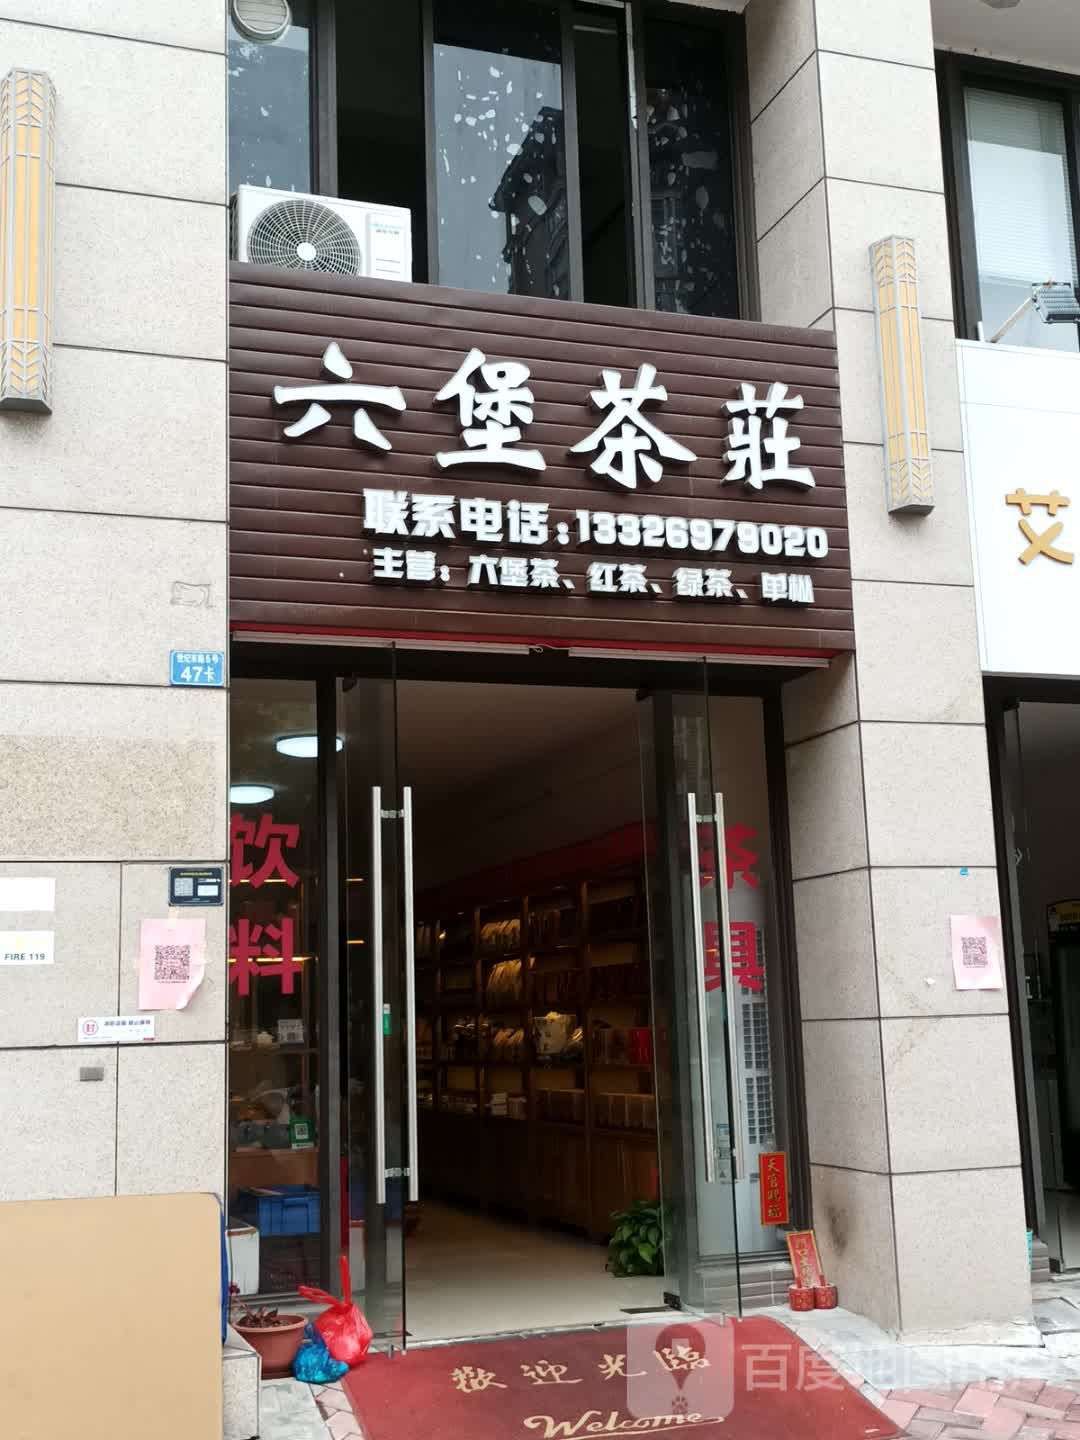 六堡茶莊
联系电话:13326979020
主营：六堡茶、红茶、绿茶、单枞
艾
47卡
饮料
茶具
FIRE 119
天官赐福
歡迎光臨
Welcome
百度地图